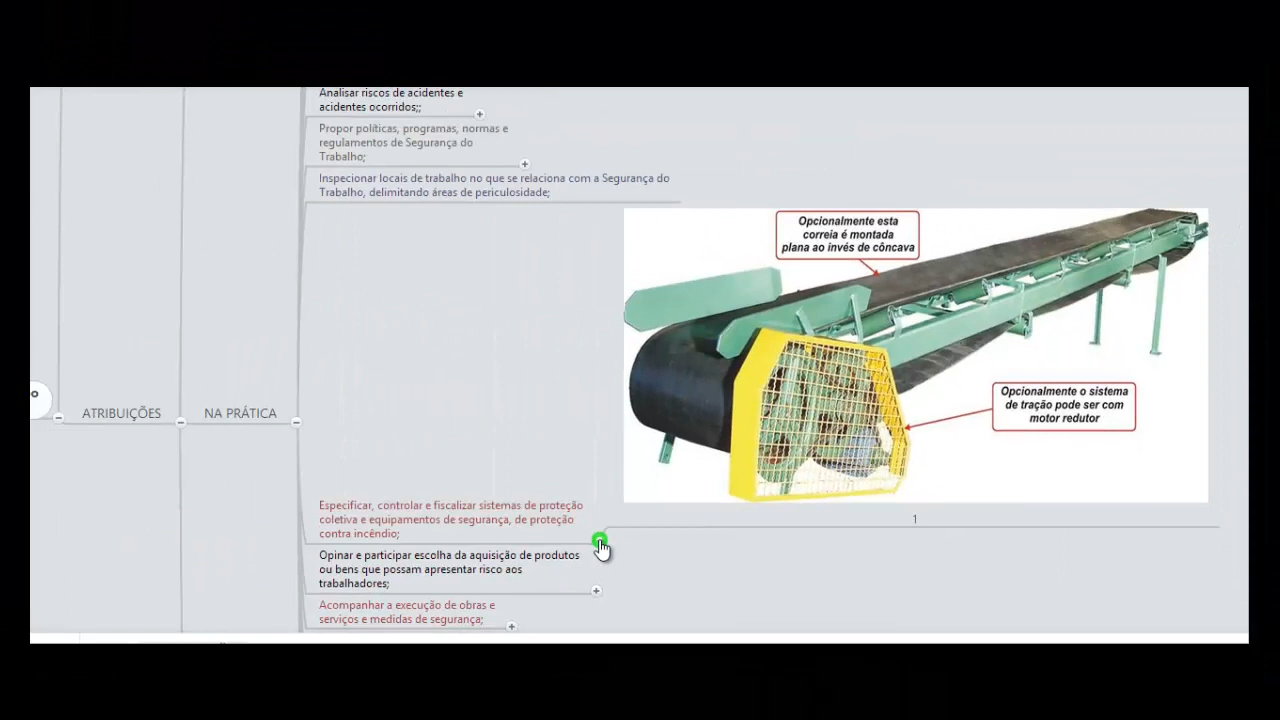 Analisar riscos de acidentes e
acidentes ocorridos;;
Propor políticas, programas, normas e
regulamentos de Segurança do
Trabalho;
Inspecionar locais de trabalho no que se relaciona com a Segurança do
Trabalho, delimitando áreas de periculosidade;
Opcionalmente esta
correia é montada
plana ao invés de côncava
Opcionalmente o sistema
de tração pode ser com
motor redutor
ATRIBUIÇÕES
NA PRÁTICA
Especificar, controlar e fiscalizar sistemas de proteção
coletiva e equipamentos de segurança, de proteção
contra incêndio;
1
Opinar e participar escolha da aquisição de produtos
ou bens que possam apresentar risco aos
trabalhadores;
Acompanhar a execução de obras e
serviços e medidas de segurança;